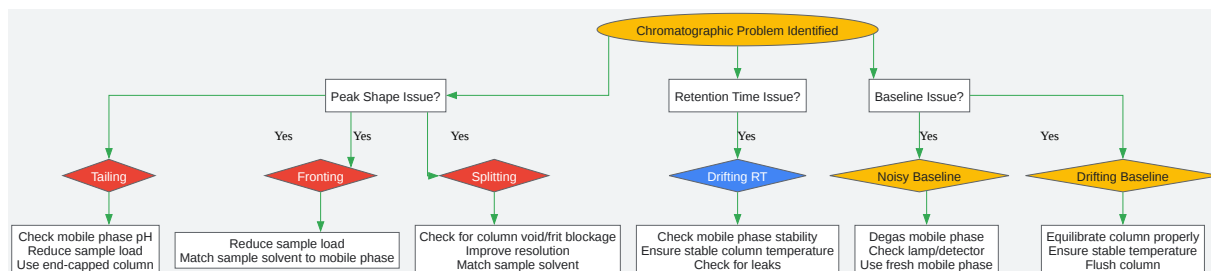 Chromatographic Problem Identified
Peak Shape Issue?
Retention Time Issue?
Baseline Issue?
Yes
Yes
Yes
Yes
Yes
Yes
Tailing
Fronting
Splitting
Drifting RT
Noisy Baseline
Drifting Baseline
Check mobile phase pH
Reduce sample load
Use end-capped column
Reduce sample load
Match sample solvent to mobile phase
Check for column void/frit blockage
Improve resolution
Match sample solvent
Check mobile phase stability
Ensure stable column temperature
Check for leaks
Degas mobile phase
Check lamp/detector
Use fresh mobile phase
Equilibrate column properly
Ensure stable temperature
Flush column